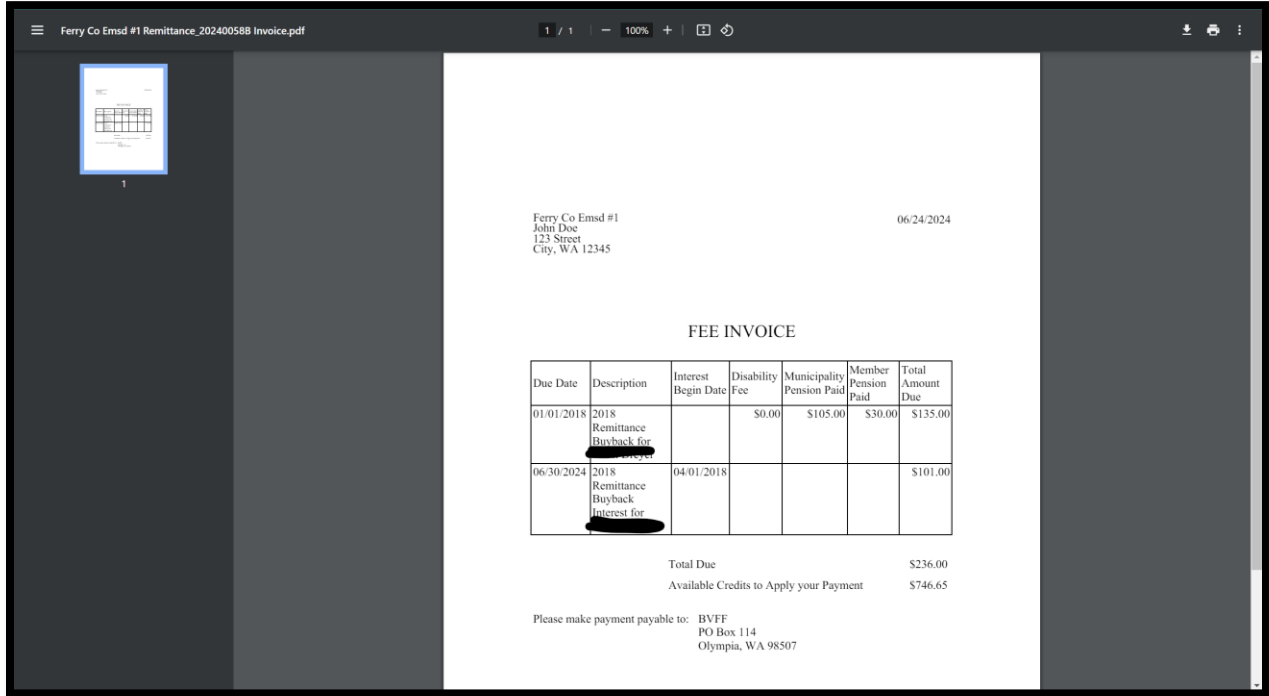 Ferry Co Emsd #1 Remittance_20240058B Invoice.pdf
1 / 1
100%
1
Ferry Co Emsd #1
John Doe
123 Street
City, WA 12345
06/24/2024
FEE INVOICE
Due Date Description Interest Begin Date Disability Fee Municipality Pension Paid Member Pension Paid Total Amount Due
01/01/2018 2018 $0.00 $105.00 $30.00 $135.00
Remittance
Buyback for
06/30/2024 2018 04/01/2018 $101.00
Remittance
Buyback
Interest for
Total Due $236.00
Available Credits to Apply your Payment $746.65
Please make payment payable to: BVFF
PO Box 114
Olympia, WA 98507